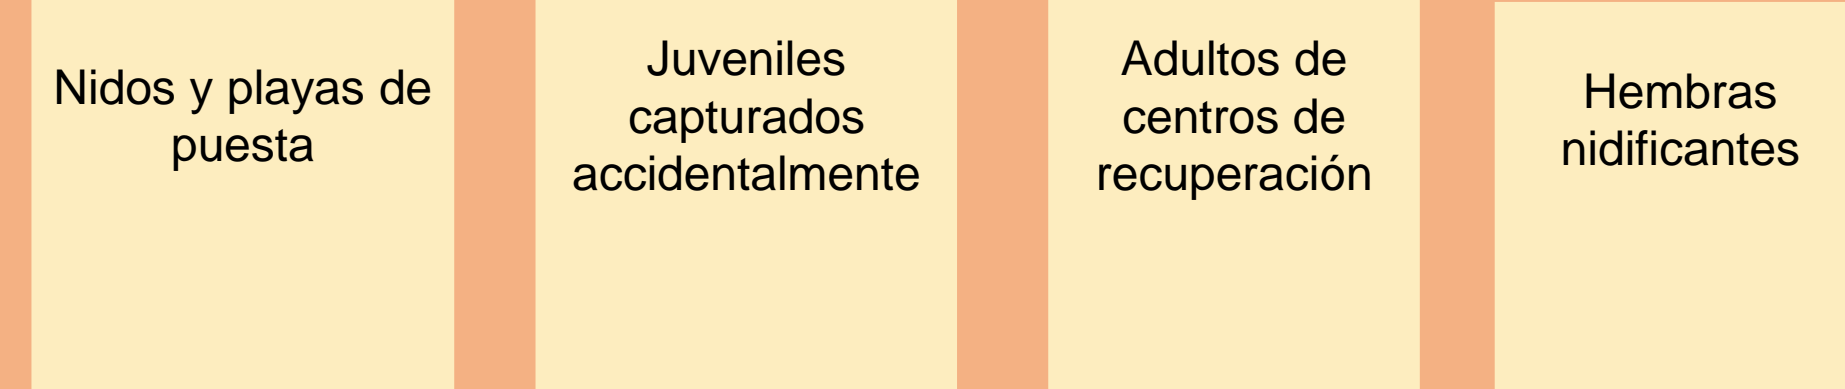 Nidos y playas de
puesta
Juveniles
capturados
accidentalmente
Adultos de
centros de
recuperación
Hembras
nidificantes